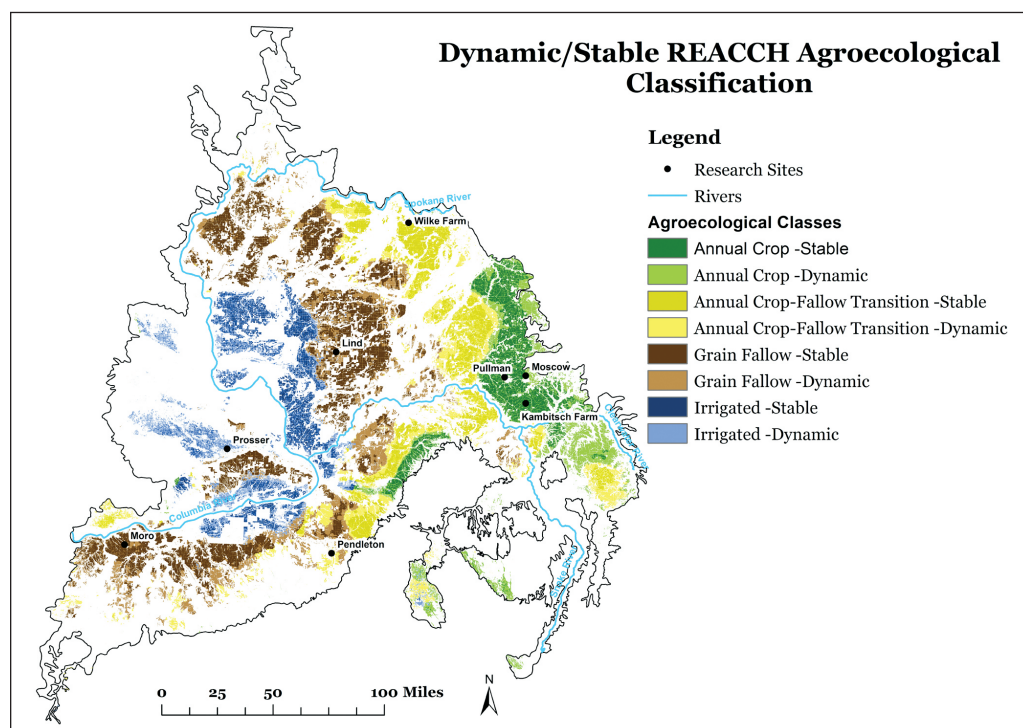 Dynamic/Stable REACCH Agroecological
Classification
Legend
Research Sites
Rivers
Agroecological Classes
Annual Crop -Stable
Annual Crop -Dynamic
Annual Crop-Fallow Transition -Stable
Annual Crop-Fallow Transition -Dynamic
Grain Fallow -Stable
Grain Fallow -Dynamic
Irrigated -Stable
Irrigated -Dynamic
Spokane River
Wilke Farm
Lind
Pullman
Moscow
Kambitsch Farm
Prosser
Columbia River
Moro
Pendleton
Snake River
0 25 50 100 Miles
N